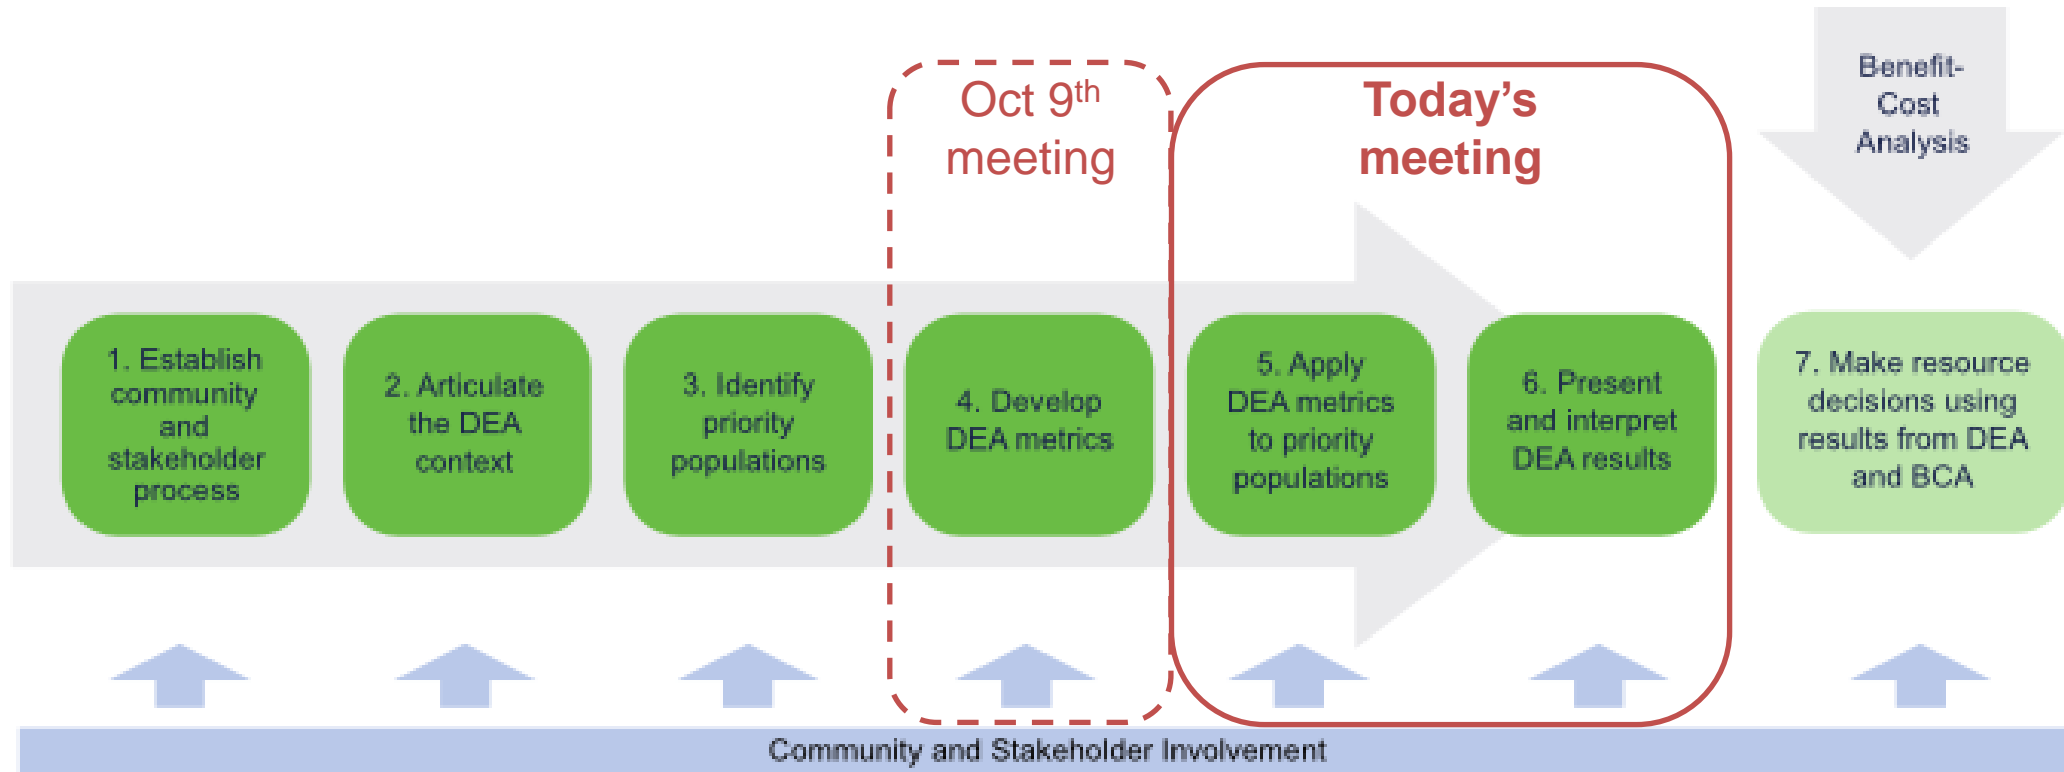 Oct 9th
meeting
Today’s
meeting
Benefit-
Cost
Analysis
1. Establish
community
and
stakeholder
process
2. Articulate
the DEA
context
3. Identify
priority
populations
4. Develop
DEA metrics
5. Apply
DEA metrics
to priority
populations
6. Present
and interpret
DEA results
7. Make resource
decisions using
results from DEA
and BCA
Community and Stakeholder Involvement